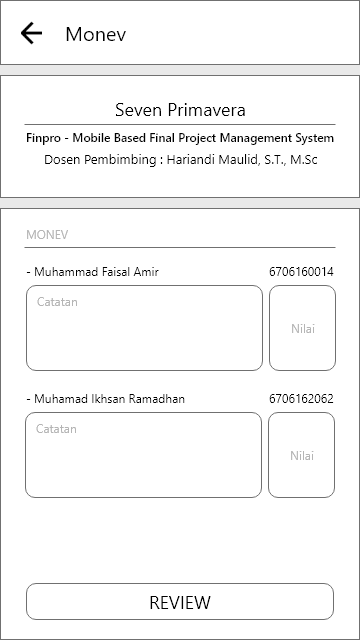 Monev
Seven Primavera
Finpro - Mobile Based Final Project Management System
Dosen Pembimbing : Hariandi Maulid, S.T., M.Sc
MONEV
- Muhammad Faisal Amir 6706160014
Catatan
Nilai
- Muhamad Ikhsan Ramadhan 6706162062
Catatan
Nilai
REVIEW